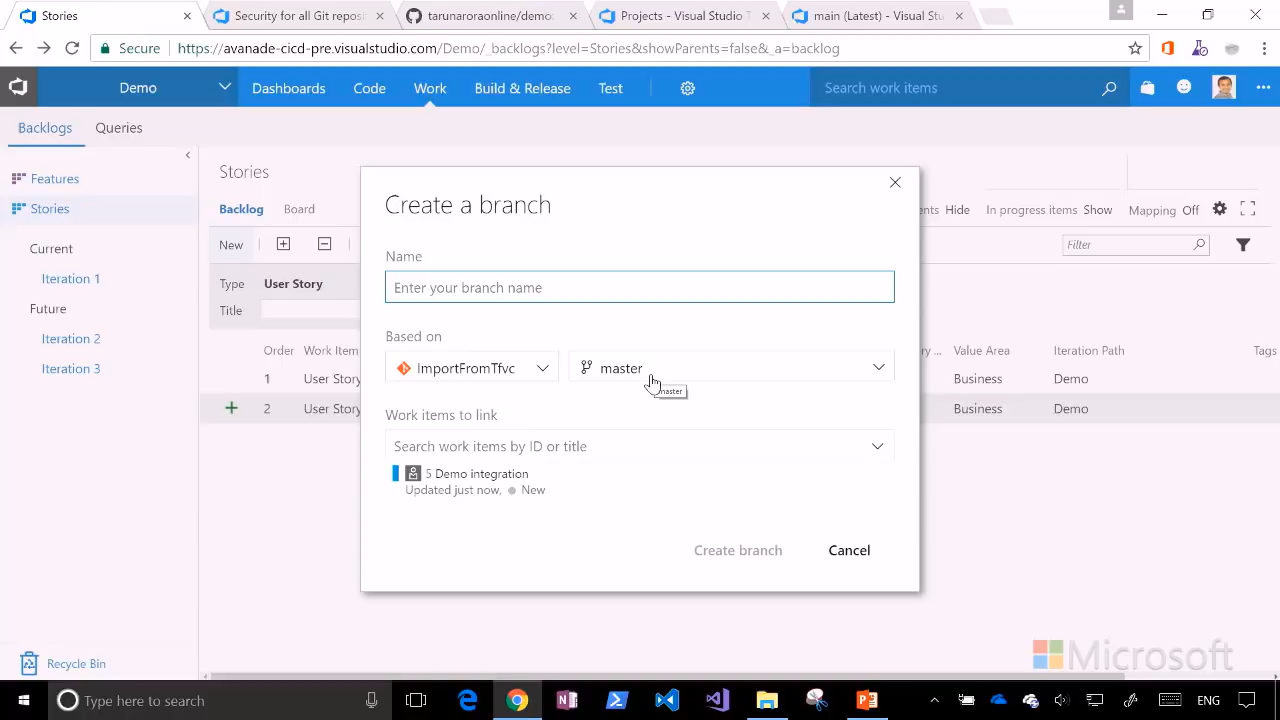 Stories
Security for all Git reposi
tarunaroraonline/demo
Projects - Visual Studio T
main (Latest) - Visual Stu
Secure
https://avanade-cicd-pre.visualstudio.com/Demo/_backlogs?level=Stories&showParents=false&_a=backlog
Demo
Dashboards
Code
Work
Build & Release
Test
Search work items
Backlogs
Queries
Features
Stories
Current
Iteration 1
Future
Iteration 2
Iteration 3
Recycle Bin
Stories
Backlog
Board
ents Hide
In progress items Show
Mapping Off
New
Filter
Type User Story
Title
Order
Work Item
ry ...
Value Area
Iteration Path
Tags
1
User Story
Business
Demo
2
User Story
Business
Demo
Create a branch
Name
Enter your branch name
Based on
ImportFromTfvc
master
master
Work items to link
Search work items by ID or title
5 Demo integration
Updated just now, New
Create branch
Cancel
Microsoft
Type here to search
ENG